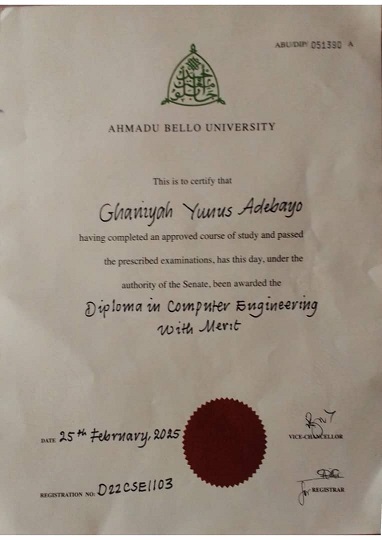 ABU/DIP/ 051390 A
AHMADU BELLO UNIVERSITY
This is to certify that
Ghaniyah Yunus Adebayo
having completed an approved course of study and passed
the prescribed examinations, has this day, under the
authority of the Senate, been awarded the
Diploma in Computer Engineering
With Merit
DATE 25th February, 2025
VICE-CHANCELLOR
REGISTRATION NO: D22CSE1103
for REGISTRAR